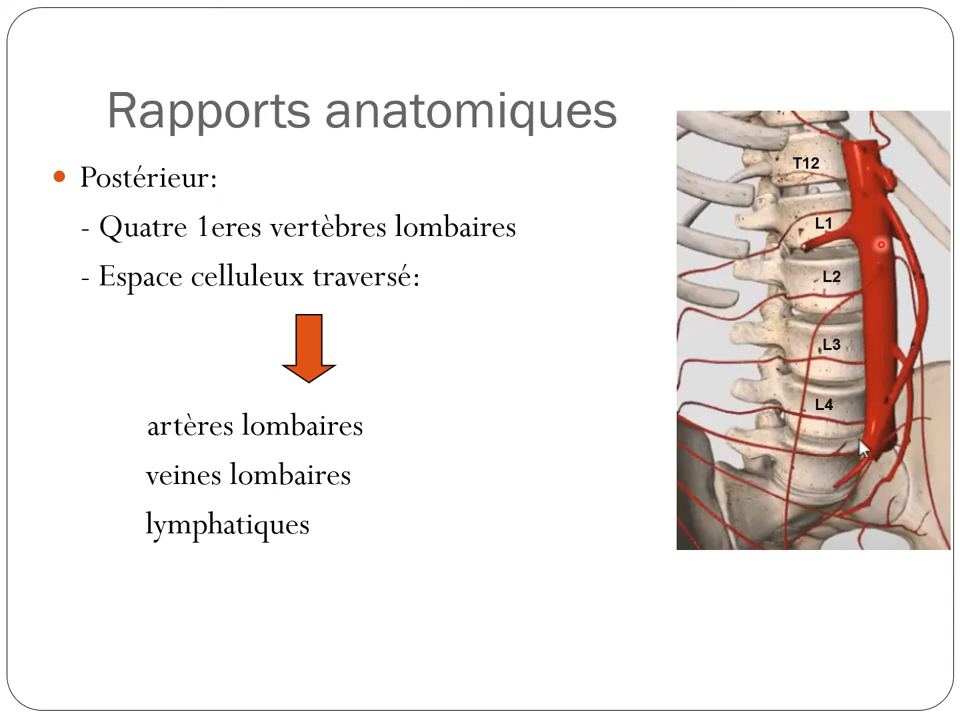 Rapports anatomiques
Postérieur:
- Quatre 1eres vertèbres lombaires
- Espace celluleux traversé:
artères lombaires
veines lombaires
lymphatiques
T12
L1
L2
L3
L4